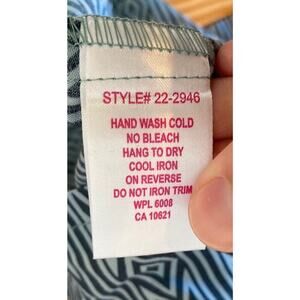 STYLE# 22-2946
HAND WASH COLD
NO BLEACH
HANG TO DRY
COOL IRON
ON REVERSE
DO NOT IRON TRIM
WPL 6008
CA 10621